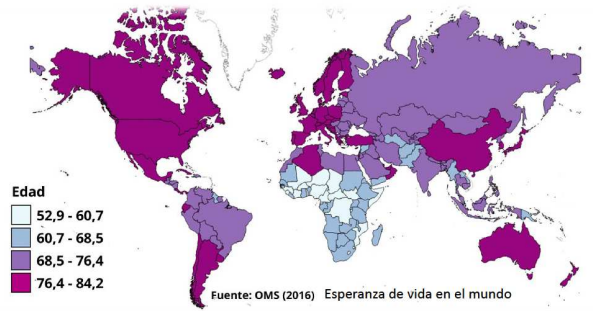 Edad
52,9 - 60,7
60,7 - 68,5
68,5 - 76,4
76,4 - 84,2
Fuente: OMS (2016) Esperanza de vida en el mundo